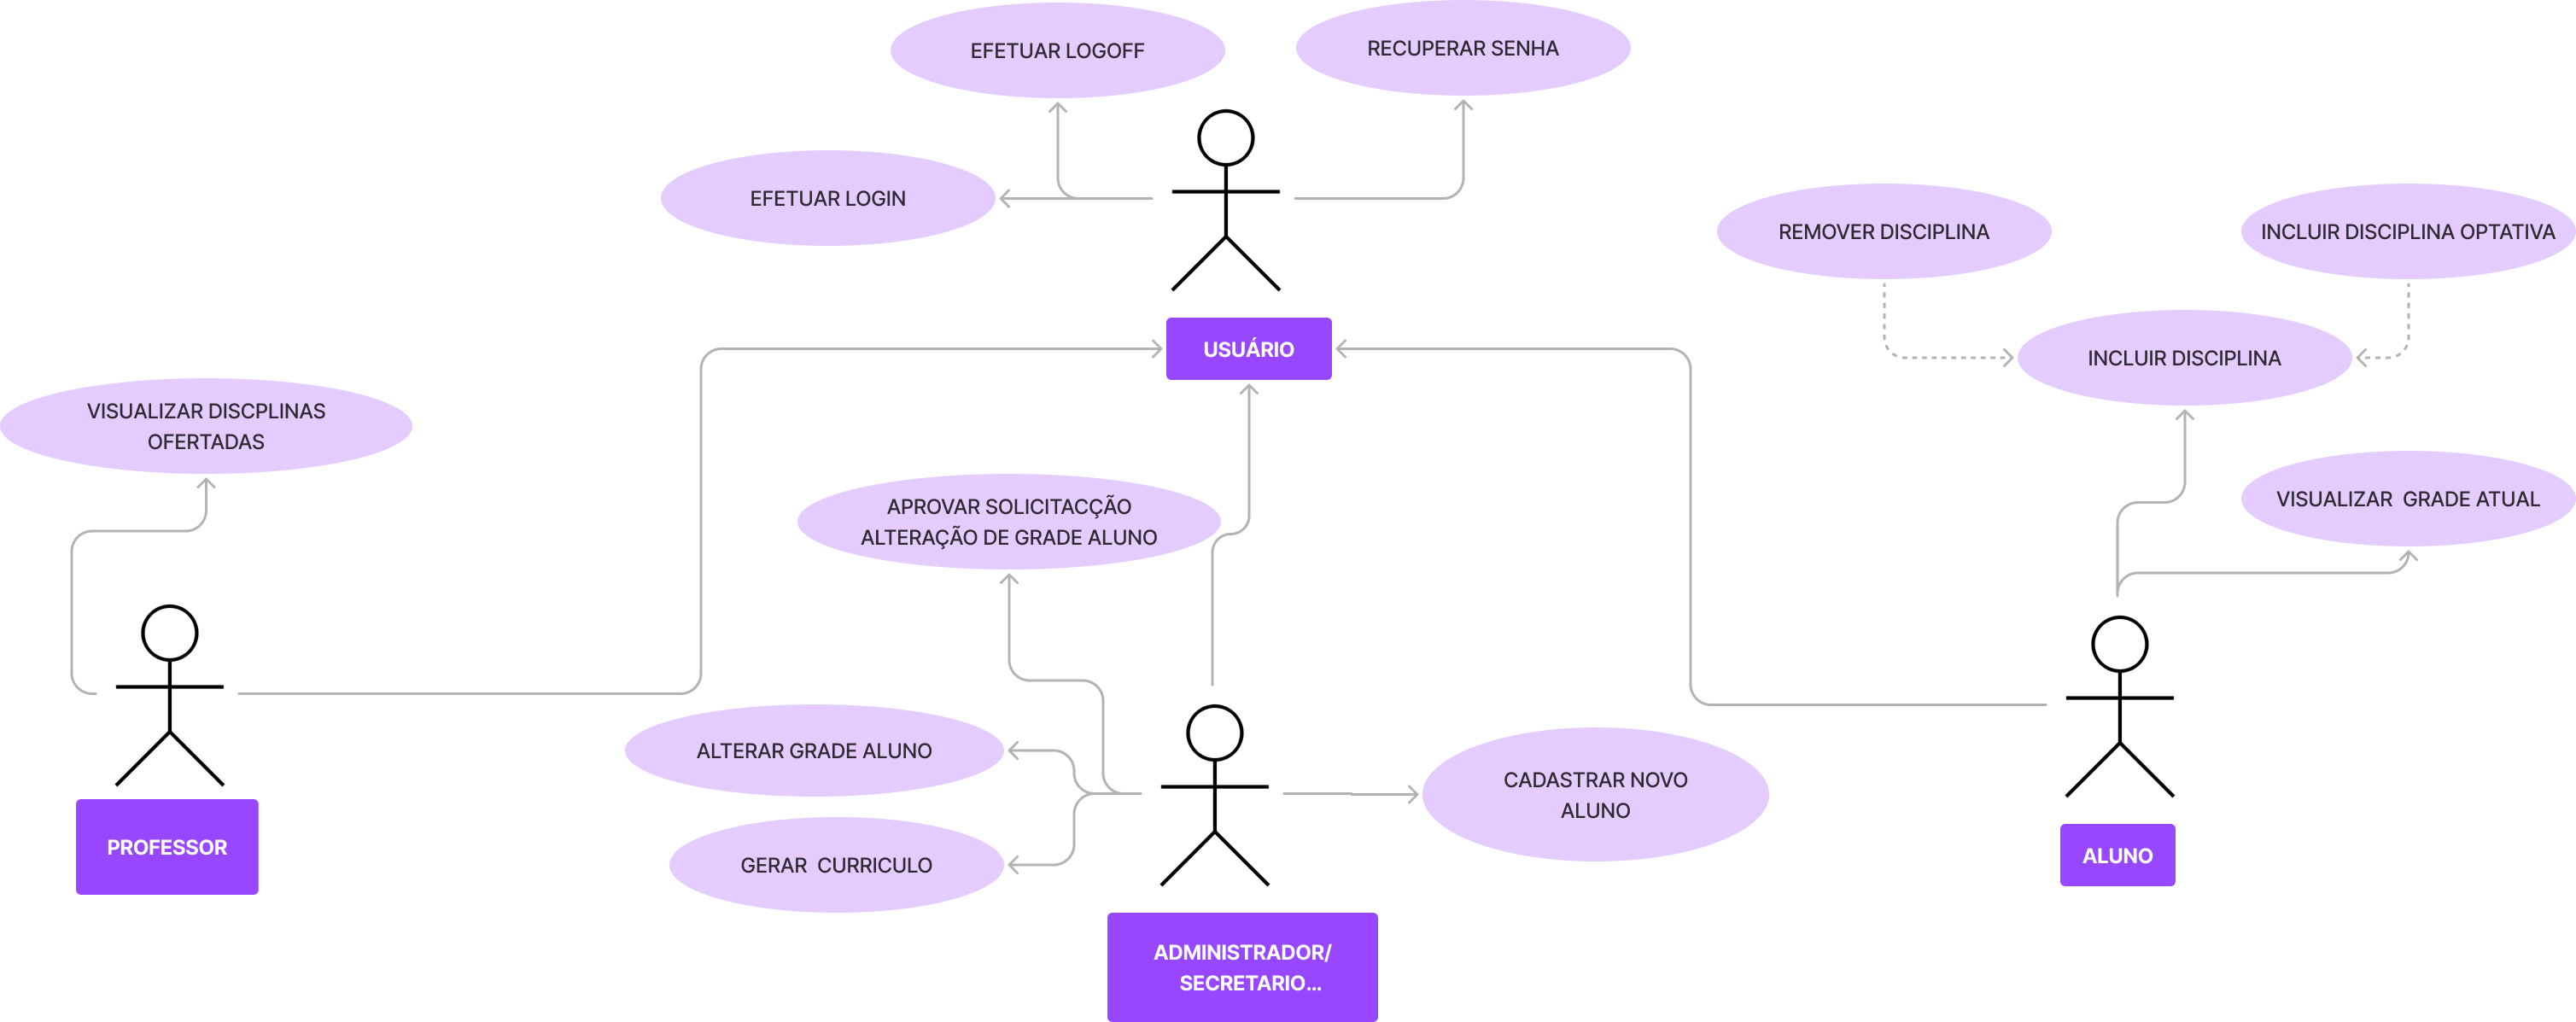 EFETUAR LOGOFF
RECUPERAR SENHA
EFETUAR LOGIN
REMOVER DISCIPLINA
INCLUIR DISCIPLINA OPTATIVA
USUÁRIO
INCLUIR DISCIPLINA
VISUALIZAR DISCPLINAS
OFERTADAS
APROVAR SOLICITACÇÃO
ALTERAÇÃO DE GRADE ALUNO
VISUALIZAR  GRADE ATUAL
ALTERAR GRADE ALUNO
CADASTRAR NOVO
ALUNO
PROFESSOR
GERAR  CURRICULO
ALUNO
ADMINISTRADOR/
SECRETARIO...